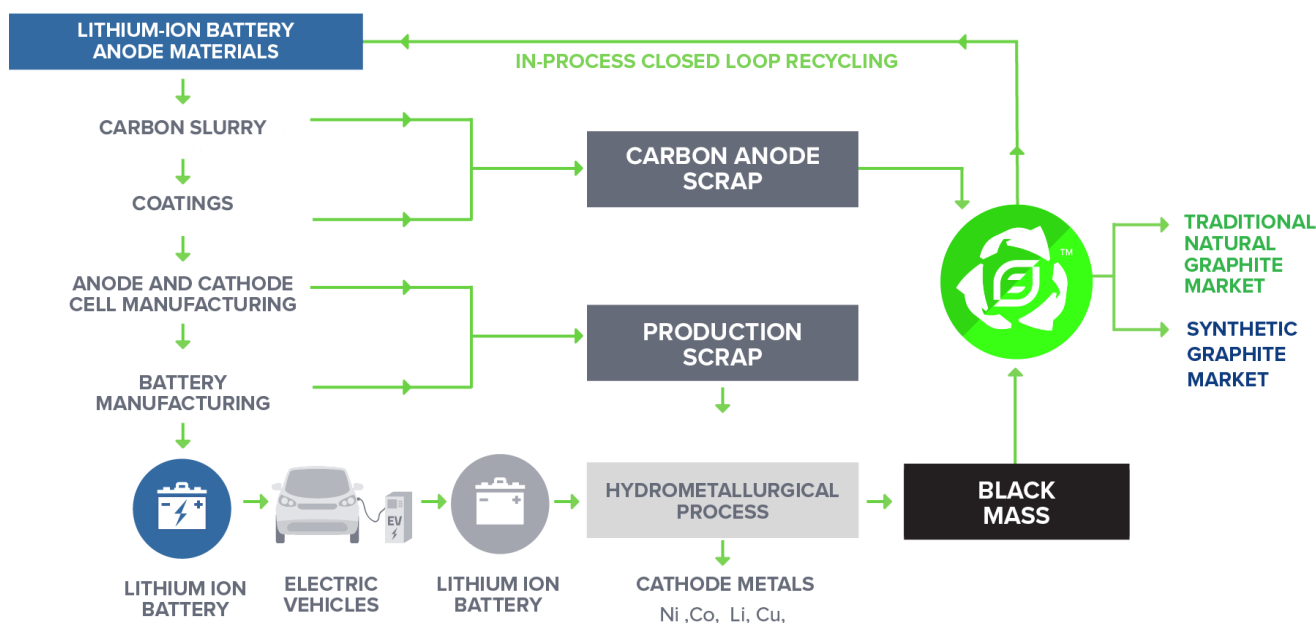 LITHIUM-ION BATTERY
ANODE MATERIALS
IN-PROCESS CLOSED LOOP RECYCLING
CARBON SLURRY
CARBON ANODE
SCRAP
COATINGS
TM
TRADITIONAL
NATURAL
GRAPHITE
MARKET
ANODE AND CATHODE
CELL MANUFACTURING
PRODUCTION
SCRAP
SYNTHETIC
GRAPHITE
MARKET
BATTERY
MANUFACTURING
EV
HYDROMETALLURGICAL
PROCESS
BLACK
MASS
LITHIUM ION
BATTERY
ELECTRIC
VEHICLES
LITHIUM ION
BATTERY
CATHODE METALS
Ni ,Co, Li, Cu,